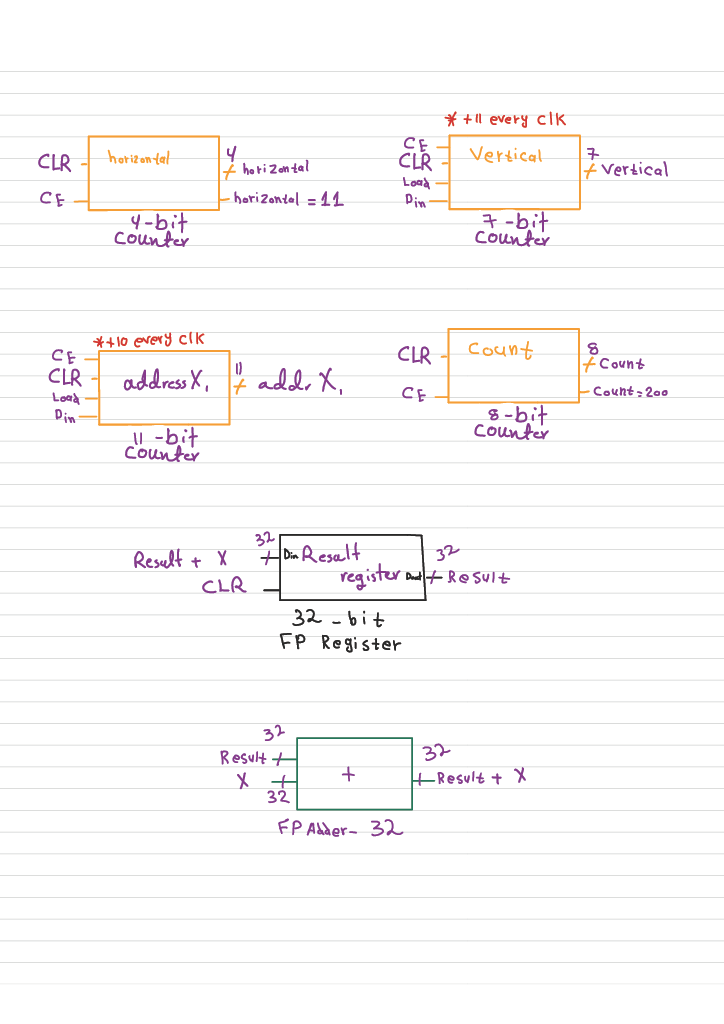 * +11 every clk
CLR
horizontal
4
horizontal
CE
horizontal = 11
4-bit
Counter
CE
CLR
Load
Din
Vertical
7
Vertical
7-bit
Counter
*+10 every clk
CE
CLR
Load
Din
address X₁
11
addr X₁
11-bit
Counter
CLR
Count
8
Count
CE
Count=200
8-bit
Counter
Result + X
32
Din Result
register Dout
32
Result
CLR
32-bit
FP Register
32
Result
X
32
+
32
Result + X
FP Adder- 32